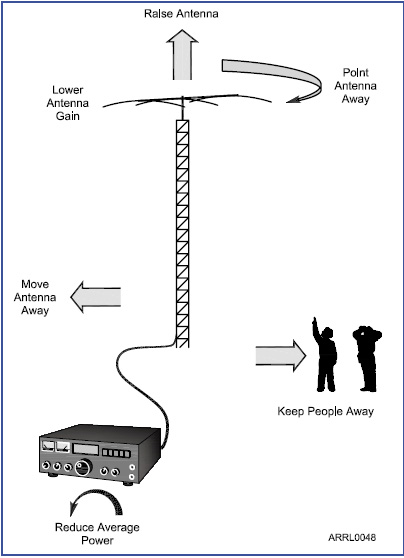 Raise Antenna
Point
Antenna
Away
Lower
Antenna
Gain
Move
Antenna
Away
Keep People Away
Reduce Average
Power
ARRL0048